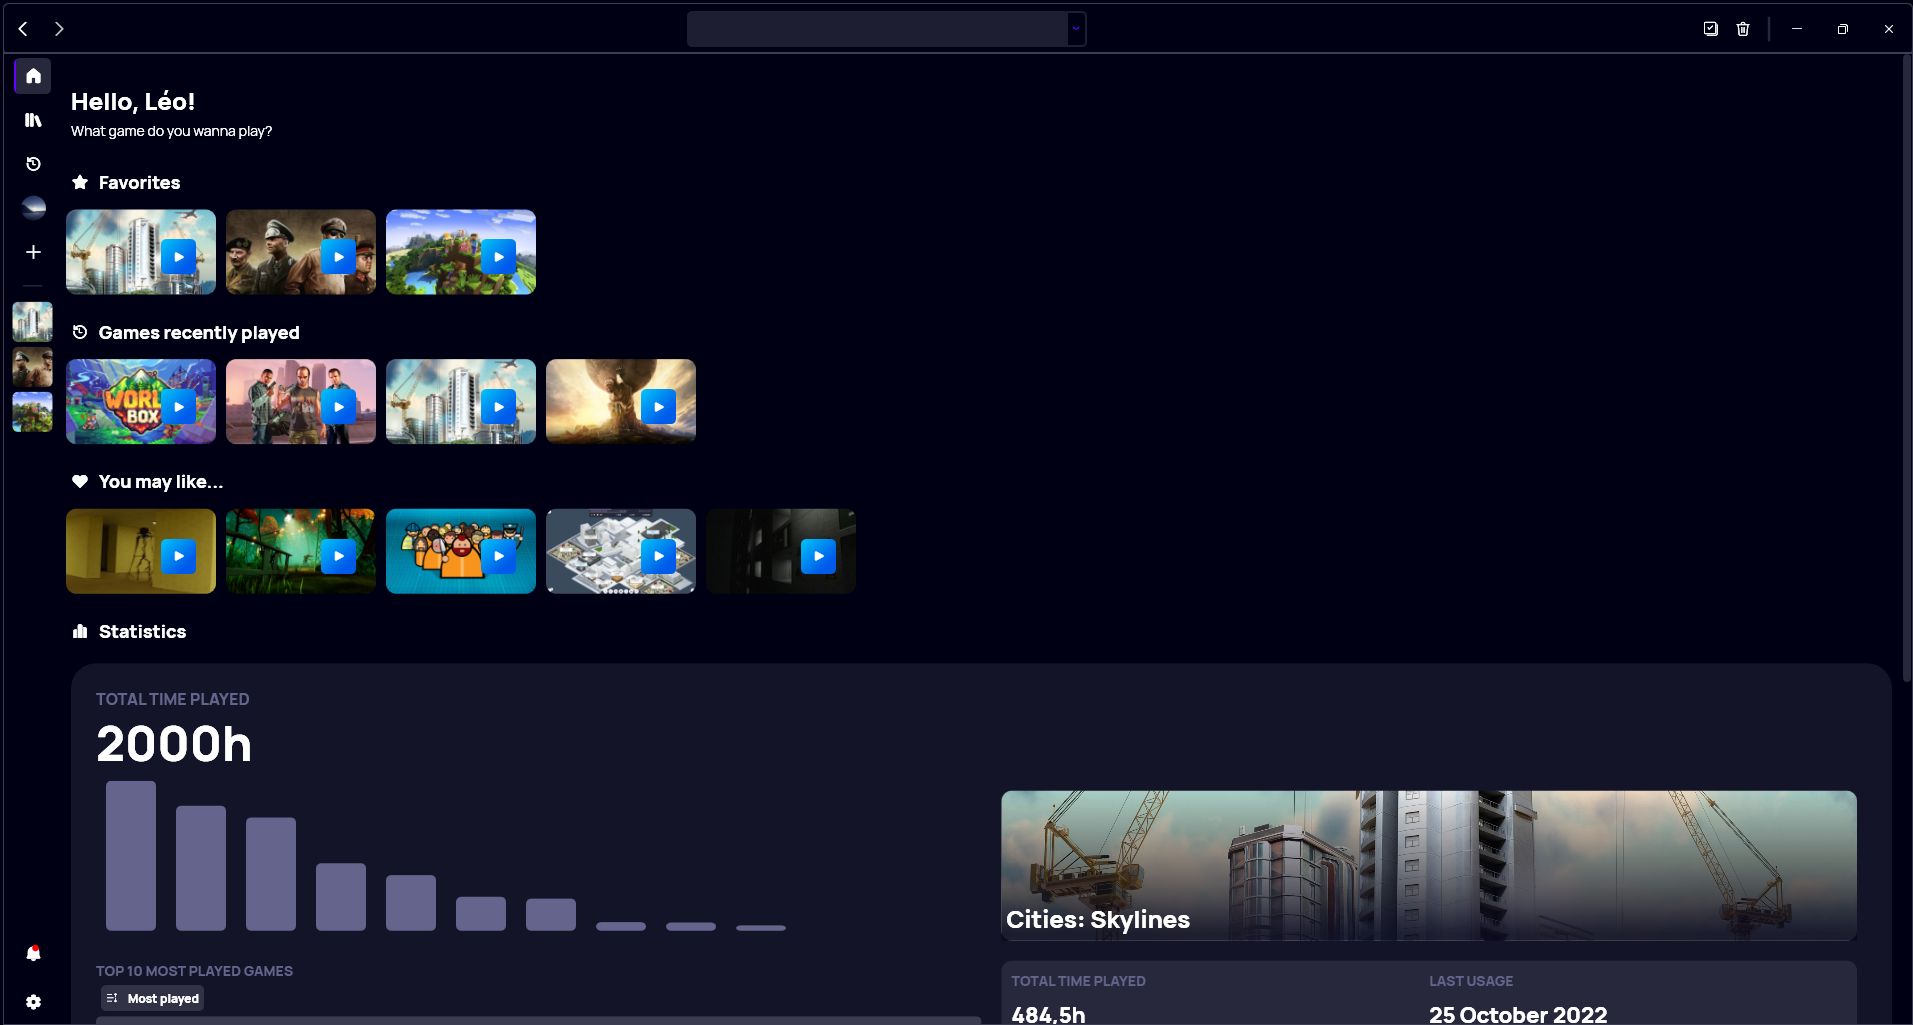 Hello, Léo!
What game do you wanna play?
Favorites
Games recently played
WORLD
BOX
You may like...
Statistics
TOTAL TIME PLAYED
2000h
Cities: Skylines
TOP 10 MOST PLAYED GAMES
Most played
TOTAL TIME PLAYED
LAST USAGE
484,5h
25 October 2022